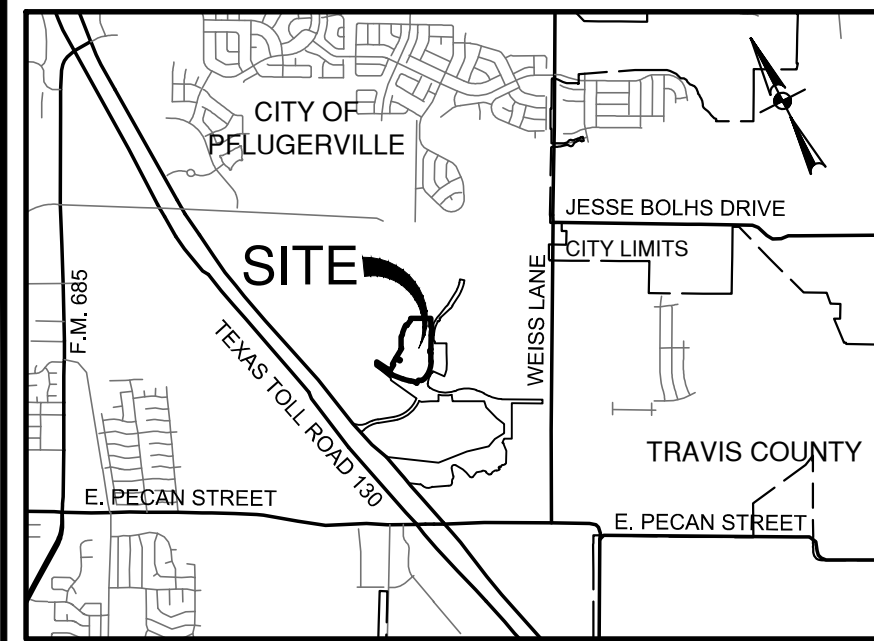 CITY OF
PFLUGERVILLE
JESSE BOLHS DRIVE
CITY LIMITS
SITE
F.M. 685
WEISS LANE
TEXAS TOLL ROAD 130
TRAVIS COUNTY
E. PECAN STREET
E. PECAN STREET